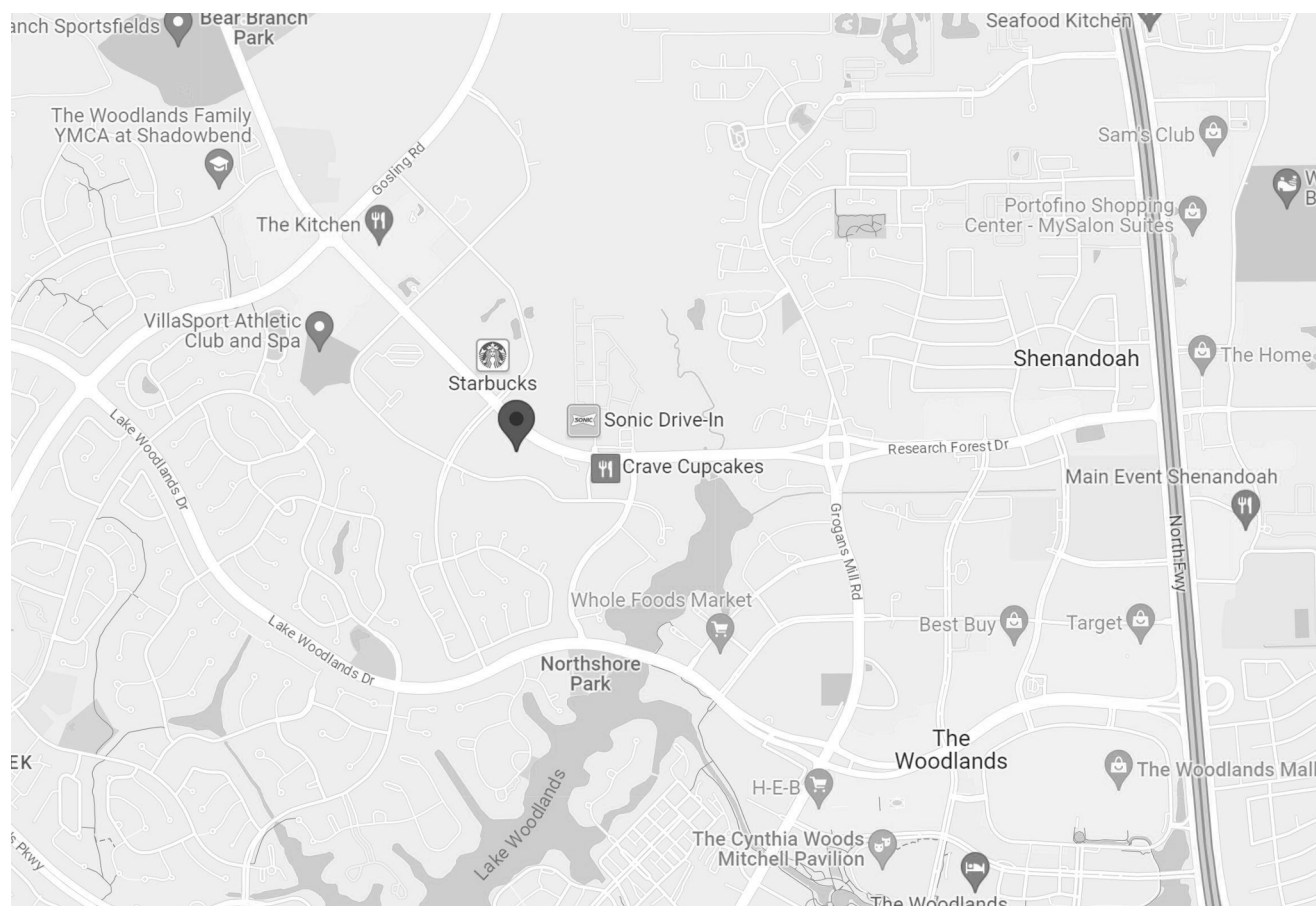 anch Sportsfields
Bear Branch
Park
Seafood Kitchen
The Woodlands Family
YMCA at Shadowbend
Gosling Rd
Sam's Club
The Kitchen
Portofino Shopping
Center - MySalon Suites
W
B
VillaSport Athletic
Club and Spa
Starbucks
Shenandoah
The Home
Lake Woodlands Dr
SONIC
Sonic Drive-In
Crave Cupcakes
Research Forest Dr
Main Event Shenandoah
Grogans Mill Rd
North Fwy
Whole Foods Market
Best Buy
Target
Lake Woodlands Dr
Northshore
Park
The
Woodlands
EK
H-E-B
The Woodlands Mall
Lake Woodlands
The Cynthia Woods
Mitchell Pavilion
s Pkwy
The Woodlands